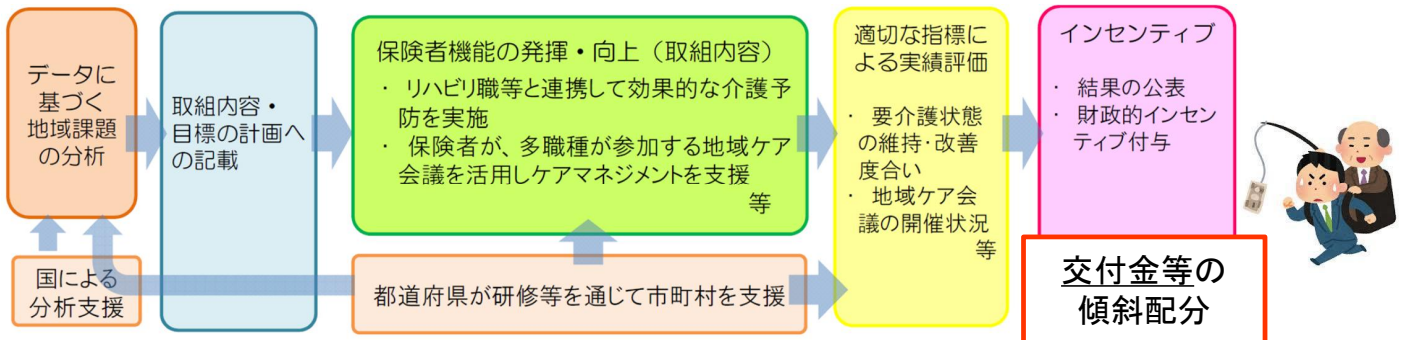 データに
基づく
地域課題
の分析
国による
分析支援
取組内容・
目標の計画へ
の記載
保険者機能の発揮・向上（取組内容）
・ リハビリ職等と連携して効果的な介護予
防を実施
・ 保険者が、多職種が参加する地域ケア
会議を活用しケアマネジメントを支援
等
都道府県が研修等を通じて市町村を支援
適切な指標に
よる実績評価
・ 要介護状態
の維持・改善
度合い
・ 地域ケア会
議の開催状況
等
インセンティブ
・ 結果の公表
・ 財政的インセン
ティブ付与
交付金等の
傾斜配分